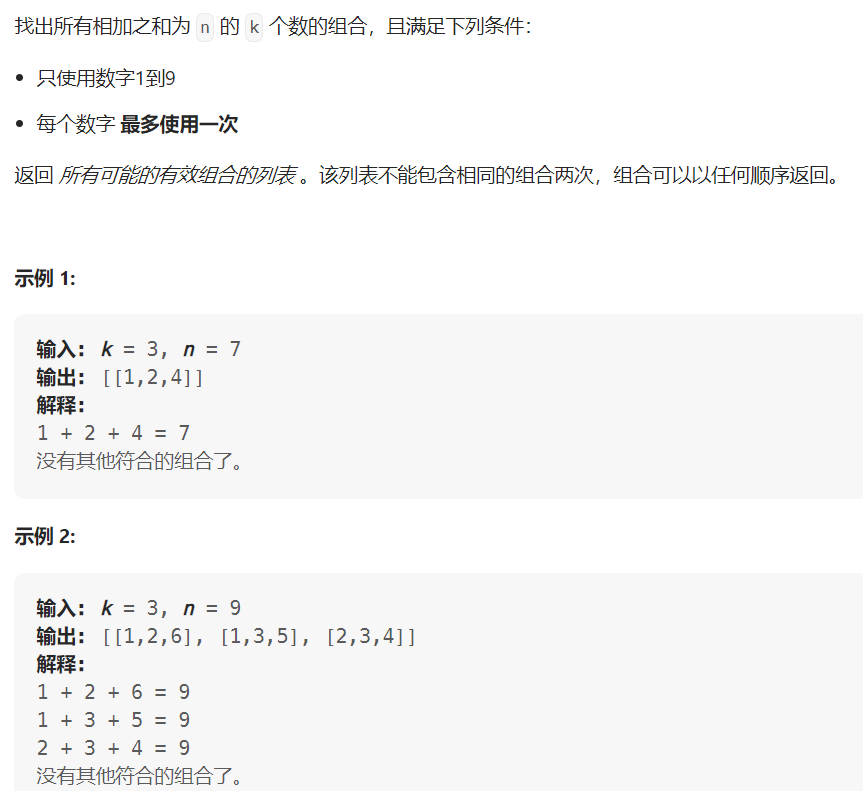 找出所有相加之和为 n 的 k 个数的组合，且满足下列条件：
只使用数字1到9
每个数字 最多使用一次
返回 所有可能的有效组合的列表 。该列表不能包含相同的组合两次，组合可以以任何顺序返回。
示例 1:
输入: k = 3, n = 7
输出: [[1,2,4]]
解释:
1 + 2 + 4 = 7
没有其他符合的组合了。
示例 2:
输入: k = 3, n = 9
输出: [[1,2,6], [1,3,5], [2,3,4]]
解释:
1 + 2 + 6 = 9
1 + 3 + 5 = 9
2 + 3 + 4 = 9
没有其他符合的组合了。